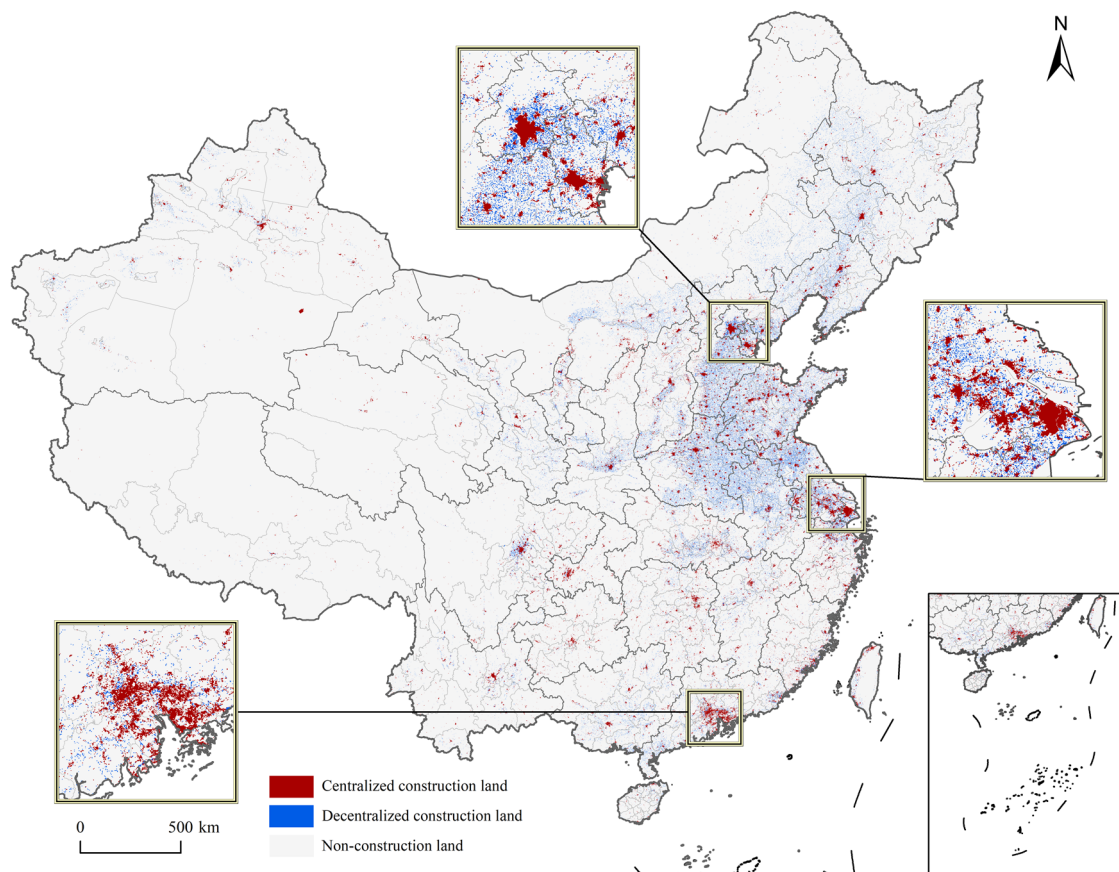 N
Centralized construction land
Decentralized construction land
Non-construction land
0 500 km